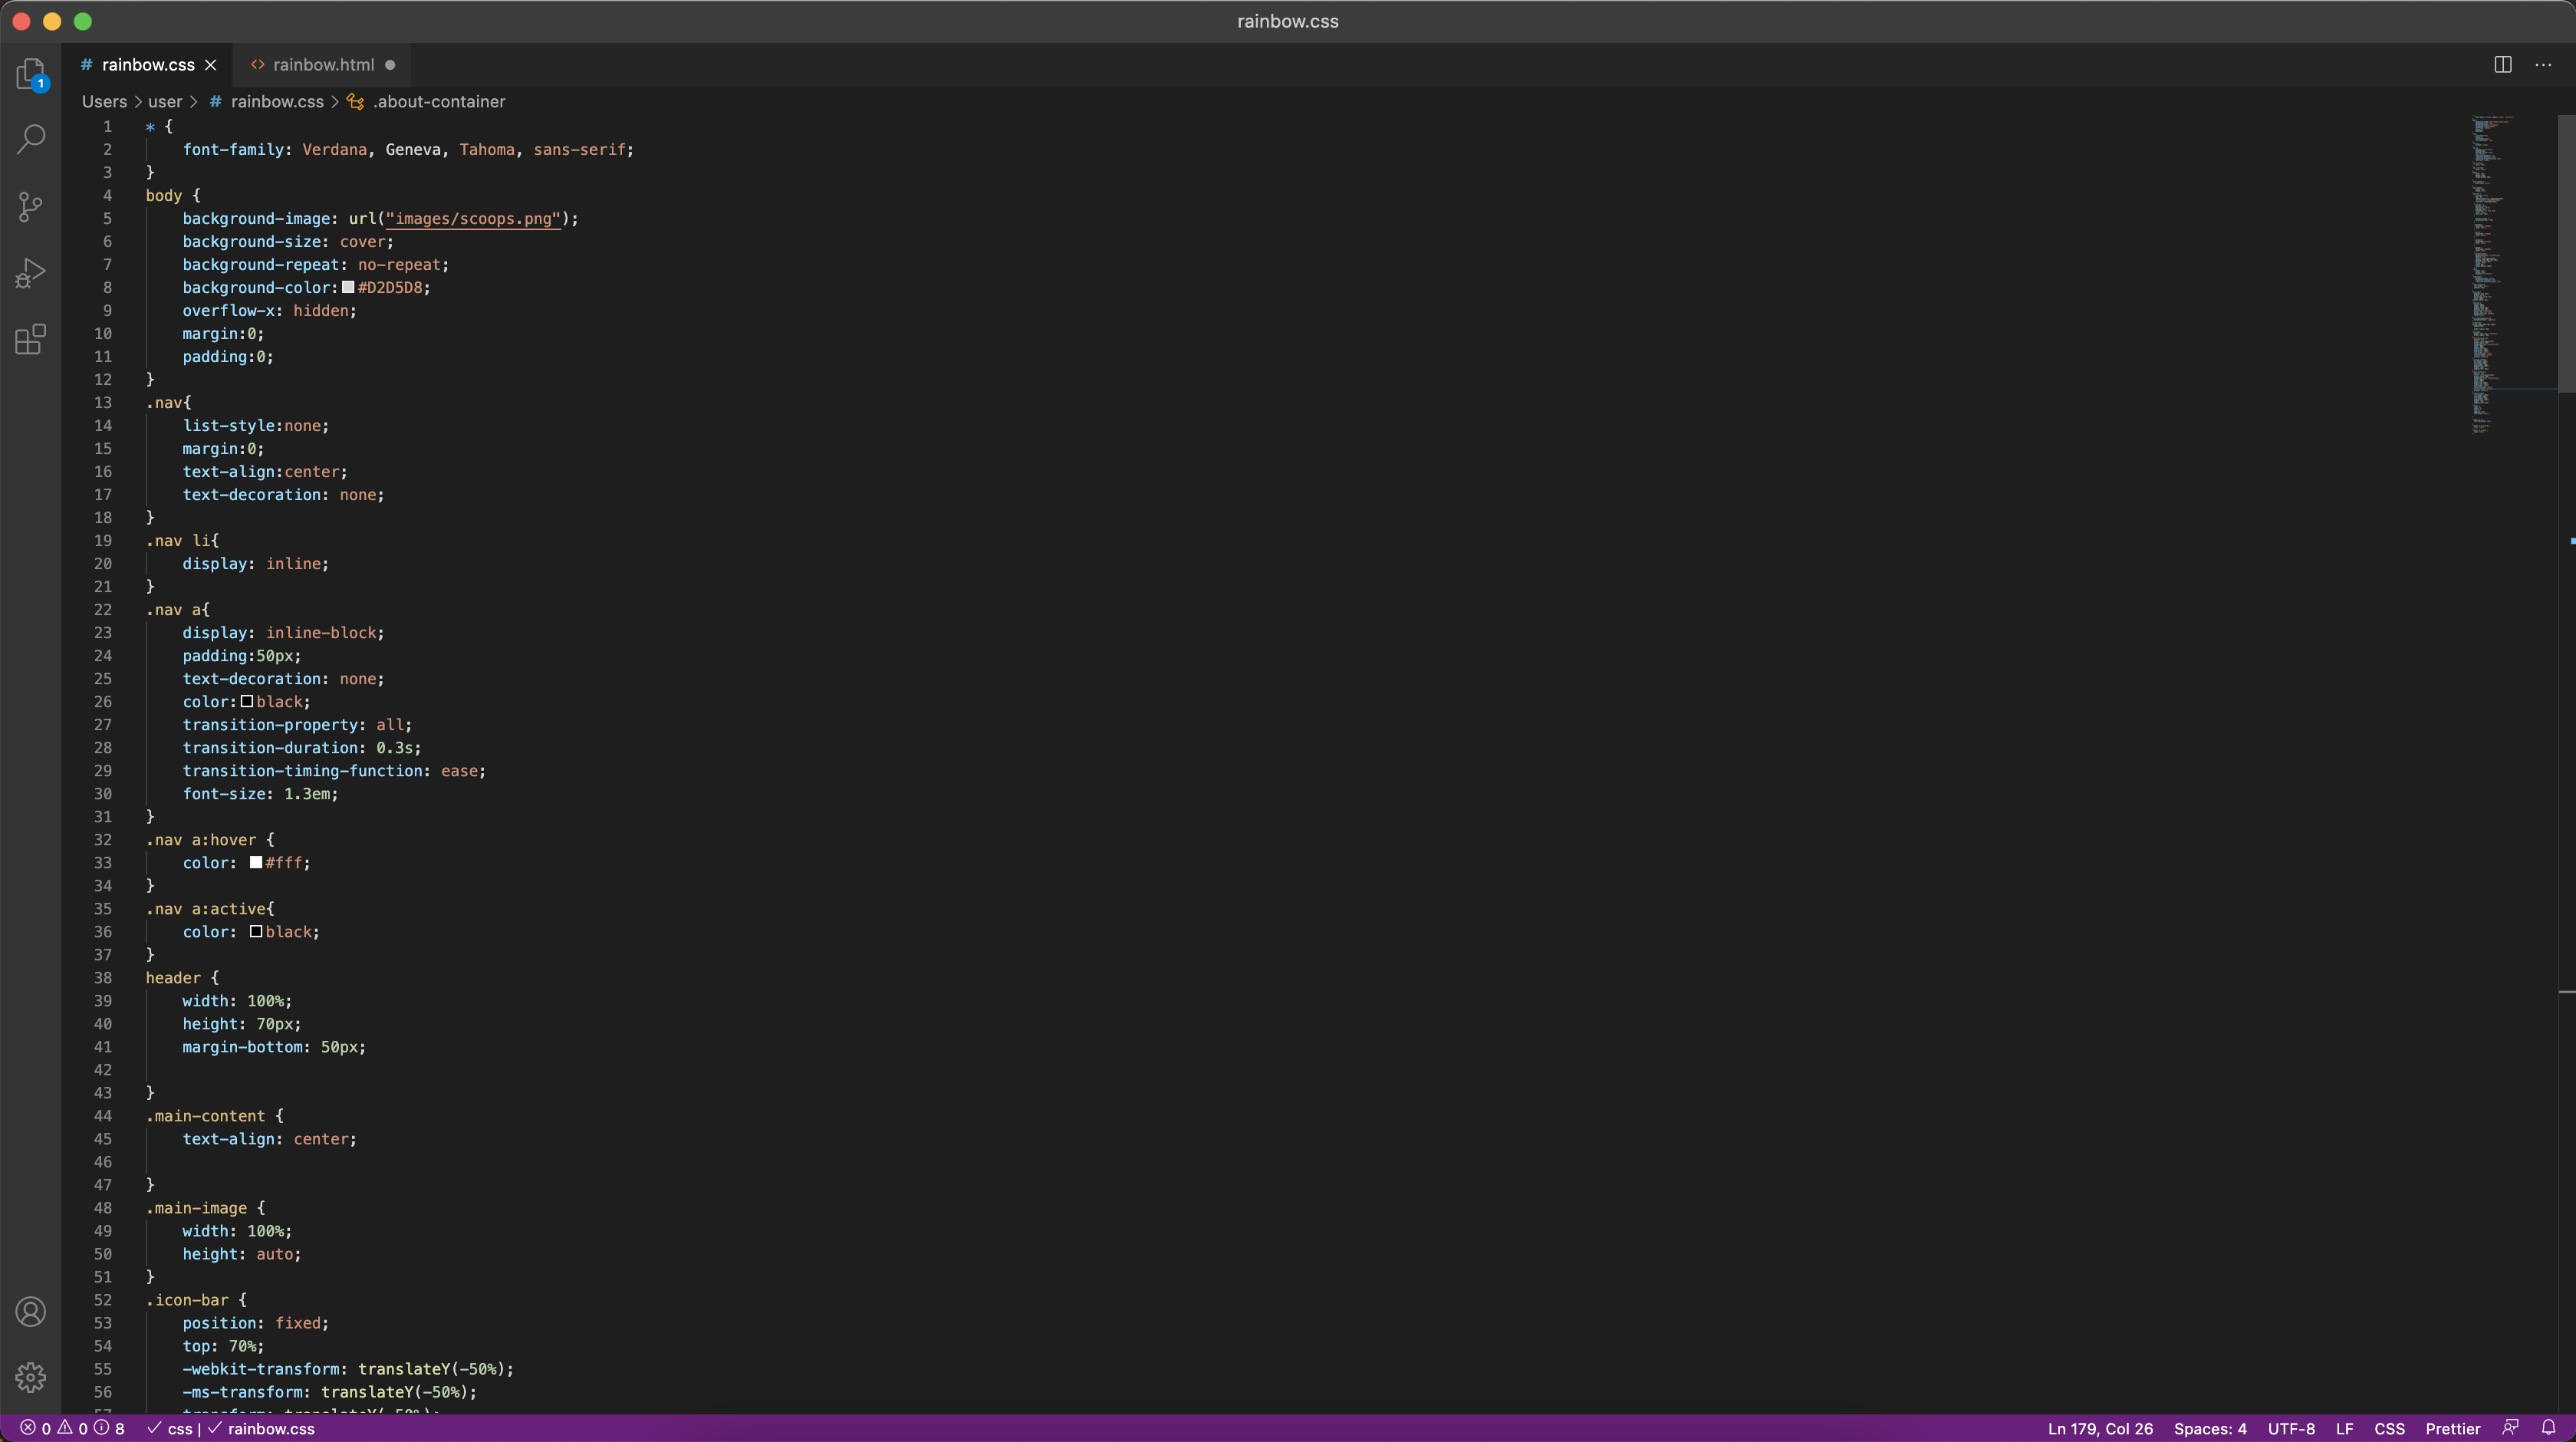 rainbow.css
1
# rainbow.css × <> rainbow.html ● ...
Users > user > # rainbow.css > .about-container
1 * {
2 font-family: Verdana, Geneva, Tahoma, sans-serif;
3 }
4 body {
5 background-image: url("images/scoops.png");
6 background-size: cover;
7 background-repeat: no-repeat;
8 background-color: #D2D5D8;
9 overflow-x: hidden;
10 margin:0;
11 padding:0;
12 }
13 .nav{
14 list-style:none;
15 margin:0;
16 text-align:center;
17 text-decoration: none;
18 }
19 .nav li{
20 display: inline;
21 }
22 .nav a{
23 display: inline-block;
24 padding:50px;
25 text-decoration: none;
26 color: black;
27 transition-property: all;
28 transition-duration: 0.3s;
29 transition-timing-function: ease;
30 font-size: 1.3em;
31 }
32 .nav a:hover {
33 color: #fff;
34 }
35 .nav a:active{
36 color: black;
37 }
38 header {
39 width: 100%;
40 height: 70px;
41 margin-bottom: 50px;
42
43 }
44 .main-content {
45 text-align: center;
46
47 }
48 .main-image {
49 width: 100%;
50 height: auto;
51 }
52 .icon-bar {
53 position: fixed;
54 top: 70%;
55 -webkit-transform: translateY(-50%);
56 -ms-transform: translateY(-50%);
57 transform: translateY(-50%);
0 0 8 ✓ css | ✓ rainbow.css Ln 179, Col 26 Spaces: 4 UTF-8 LF CSS Prettier